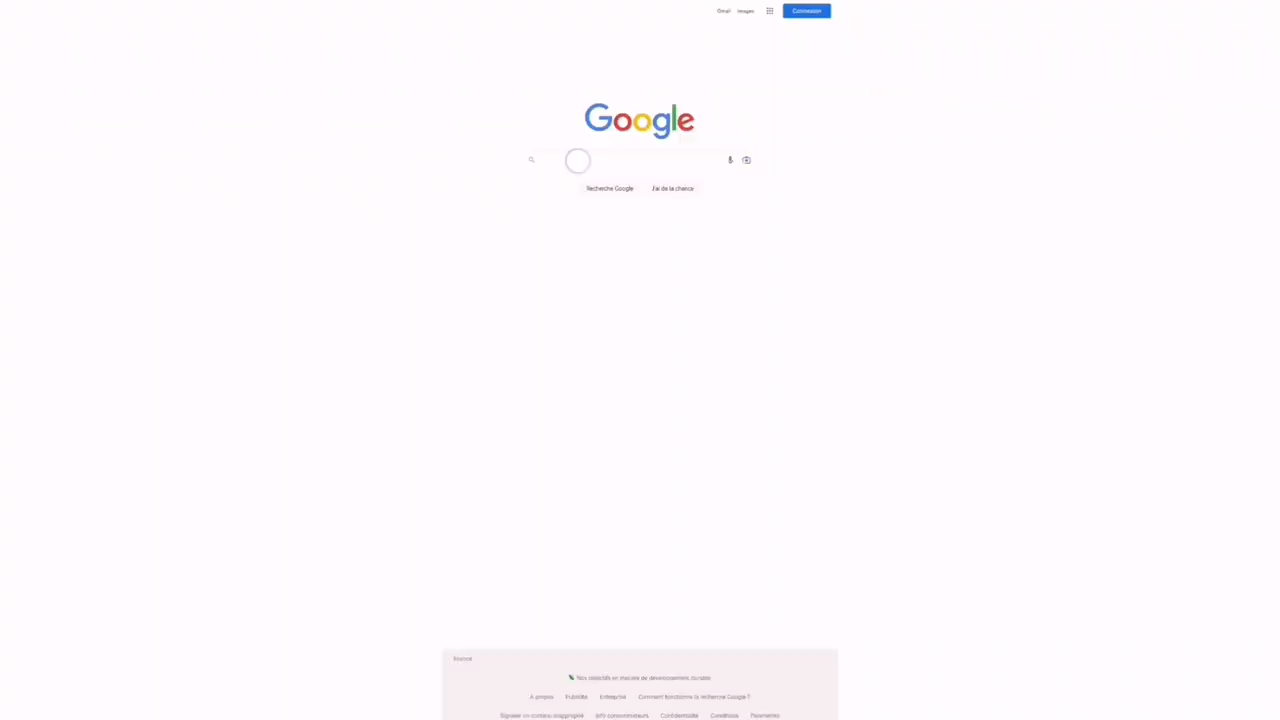 Gmail Images
Connexion
Google
Recherche Google J'ai de la chance
France
Nos objectifs en matière de développement durable
À propos Publicité Entreprise Comment fonctionne la recherche Google ?
Signaler un contenu inapproprié Info consommateurs Confidentialité Conditions Paramètres